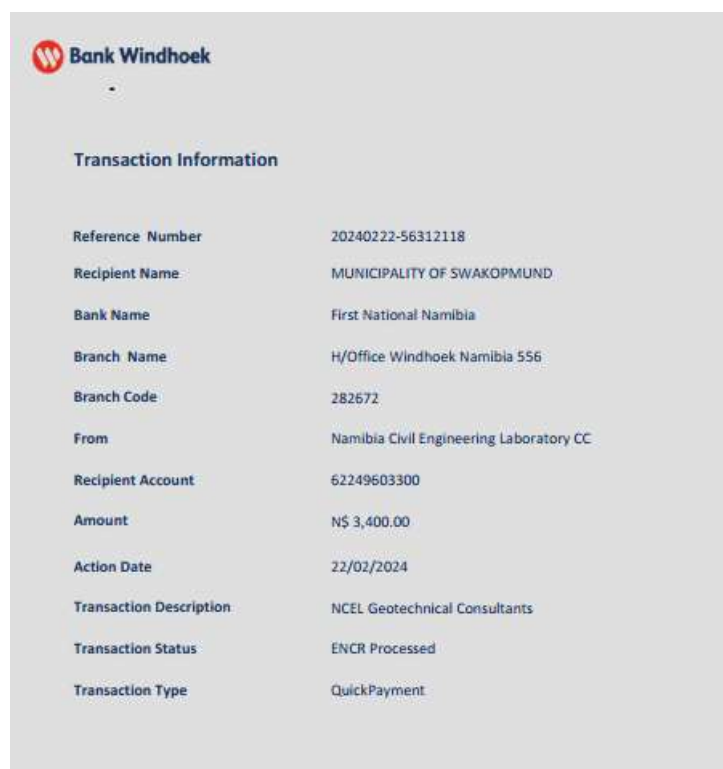 Bank Windhoek
Transaction Information
Reference Number 20240222-56312118
Recipient Name MUNICIPALITY OF SWAKOPMUND
Bank Name First National Namibia
Branch Name H/Office Windhoek Namibia 556
Branch Code 282672
From Namibia Civil Engineering Laboratory CC
Recipient Account 62249603300
Amount N$ 3,400.00
Action Date 22/02/2024
Transaction Description NCEL Geotechnical Consultants
Transaction Status ENCR Processed
Transaction Type QuickPayment